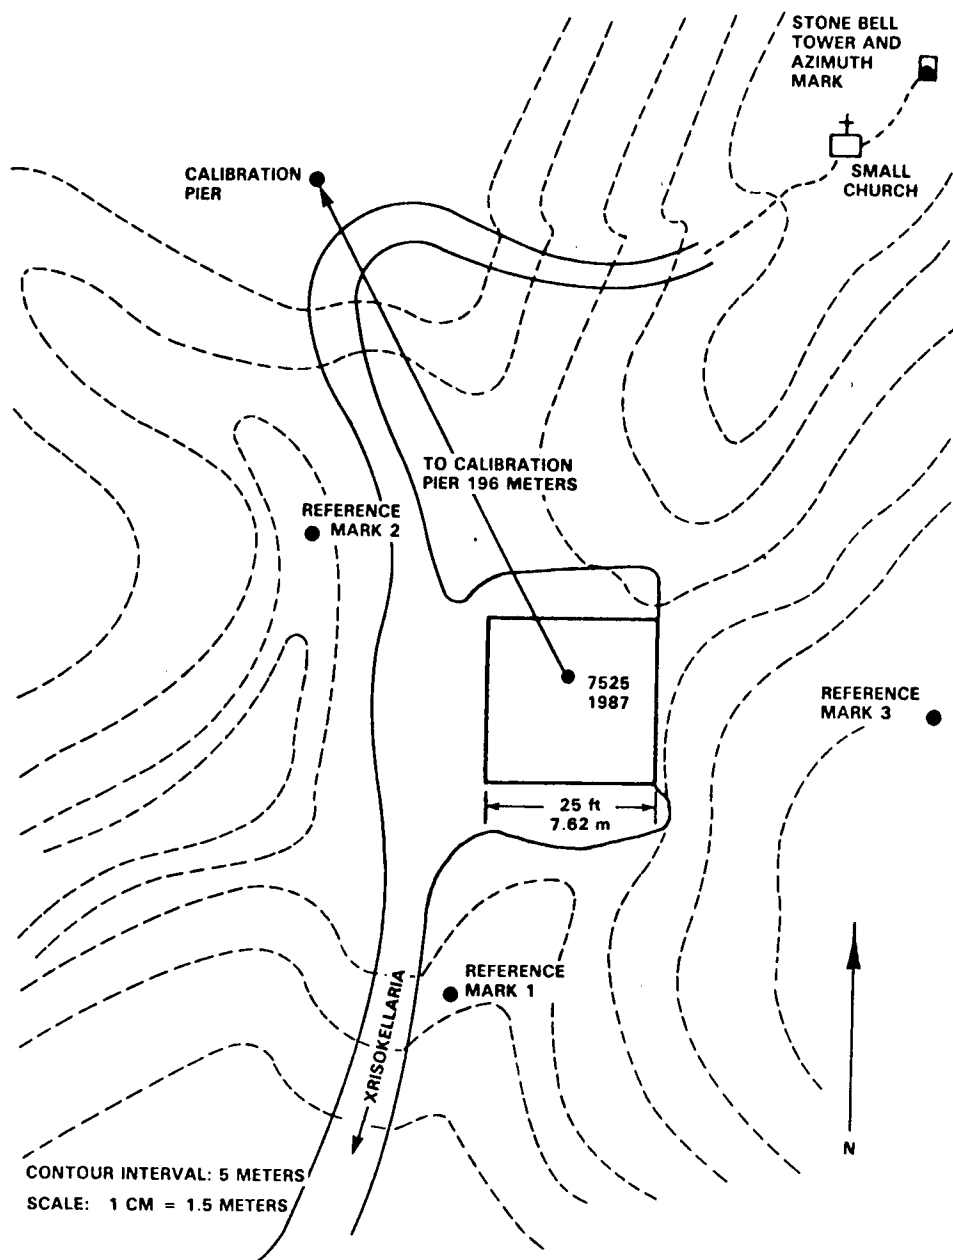 STONE BELL
TOWER AND
AZIMUTH
MARK
CALIBRATION
PIER
SMALL
CHURCH
TO CALIBRATION
PIER 196 METERS
REFERENCE
MARK 2
7525
1987
REFERENCE
MARK 3
25 ft
7.62 m
REFERENCE
MARK 1
XRISOKELLARIA
N
CONTOUR INTERVAL: 5 METERS
SCALE: 1 CM = 1.5 METERS